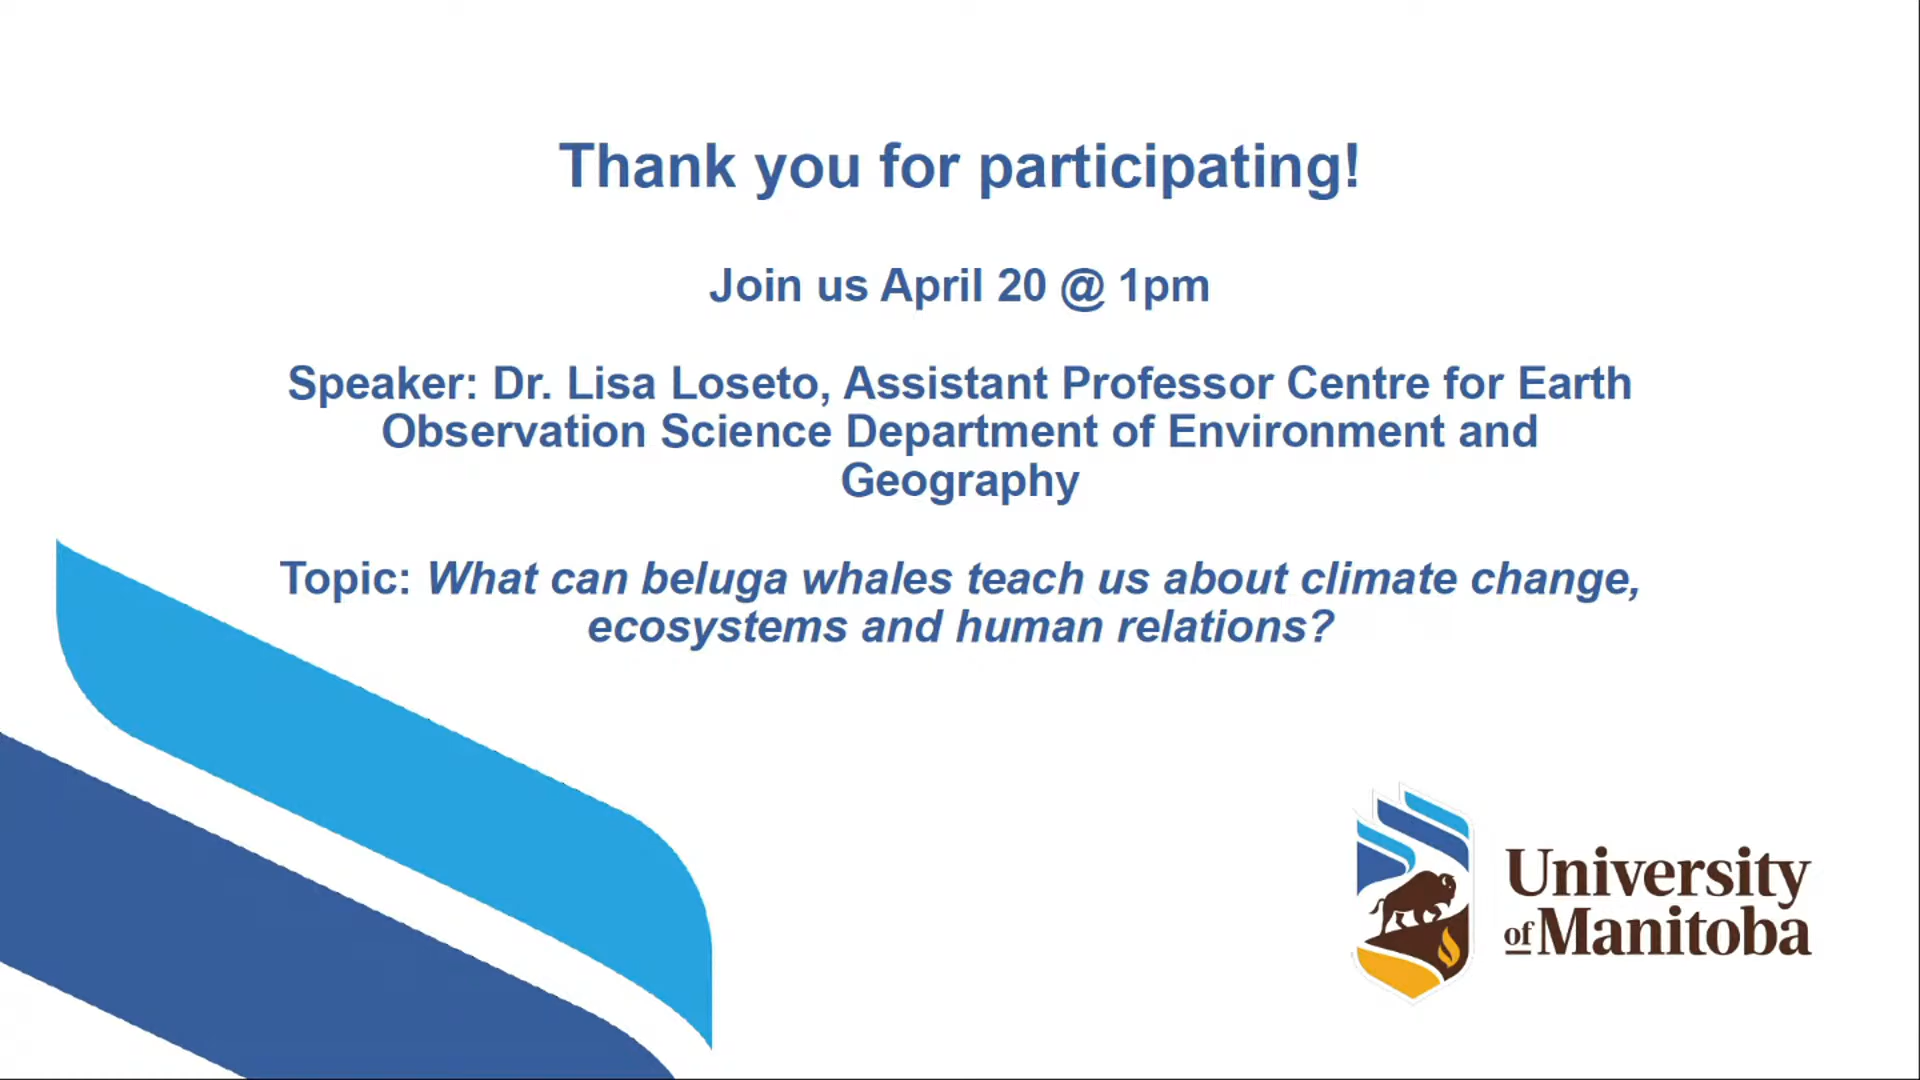 Thank you for participating!
Join us April 20 @ 1pm
Speaker: Dr. Lisa Loseto, Assistant Professor Centre for Earth
Observation Science Department of Environment and
Geography
Topic: What can beluga whales teach us about climate change,
ecosystems and human relations?
University
of Manitoba